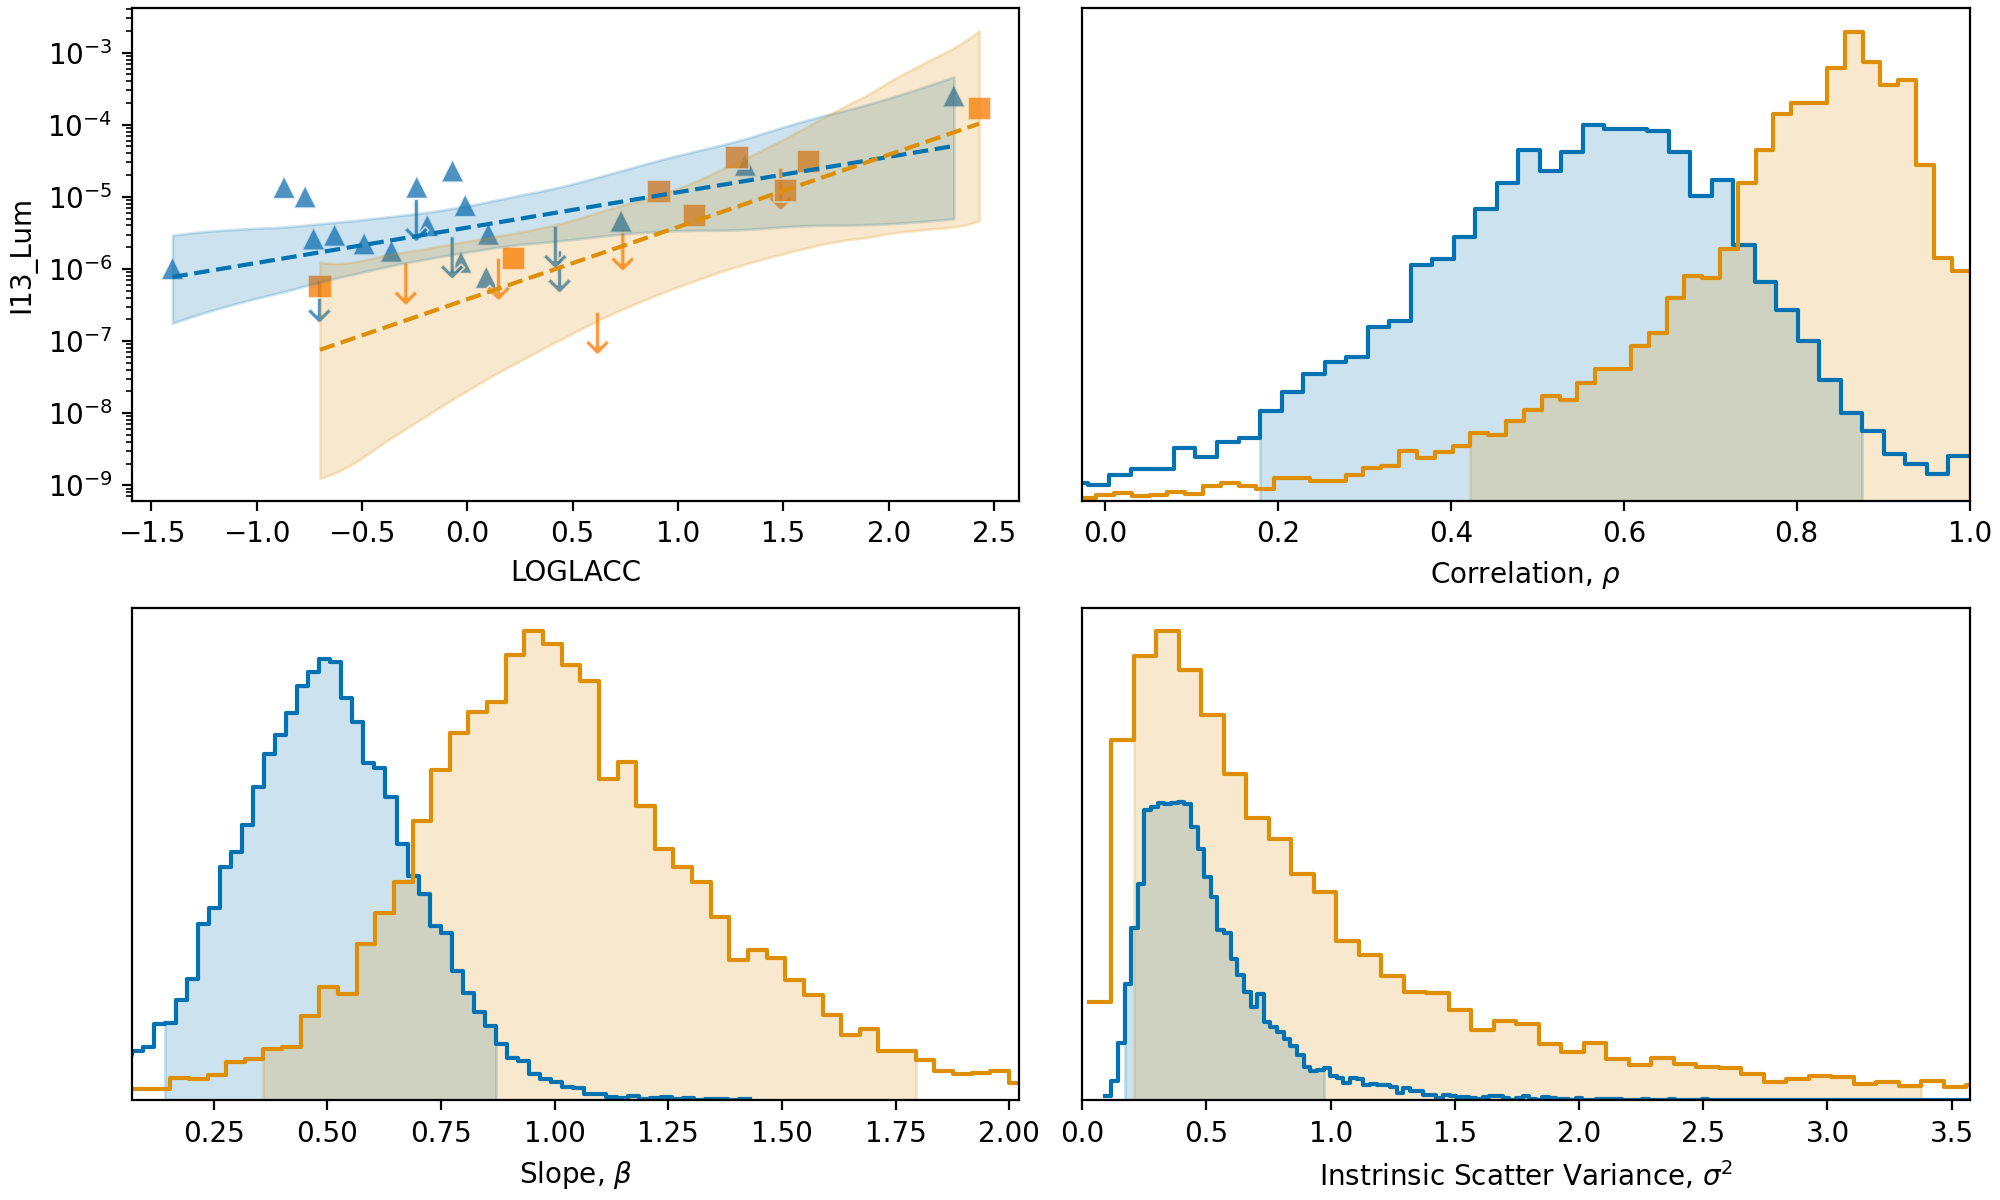 10⁻³
10⁻⁴
10⁻⁵
10⁻⁶
10⁻⁷
10⁻⁸
10⁻⁹
I13_Lum
−1.5 −1.0 −0.5 0.0 0.5 1.0 1.5 2.0 2.5
LOGLACC
0.0 0.2 0.4 0.6 0.8 1.0
Correlation, ρ
0.25 0.50 0.75 1.00 1.25 1.50 1.75 2.00
Slope, β
0.0 0.5 1.0 1.5 2.0 2.5 3.0 3.5
Instrinsic Scatter Variance, σ²